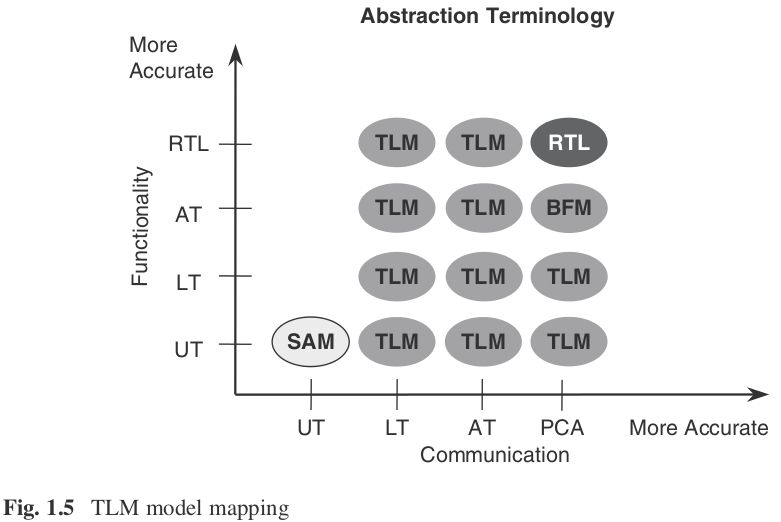 Abstraction Terminology
More
Accurate
RTL TLM TLM RTL
Functionality
AT TLM TLM BFM
LT TLM TLM TLM
UT SAM TLM TLM TLM
UT LT AT PCA More Accurate
Communication
Fig. 1.5 TLM model mapping